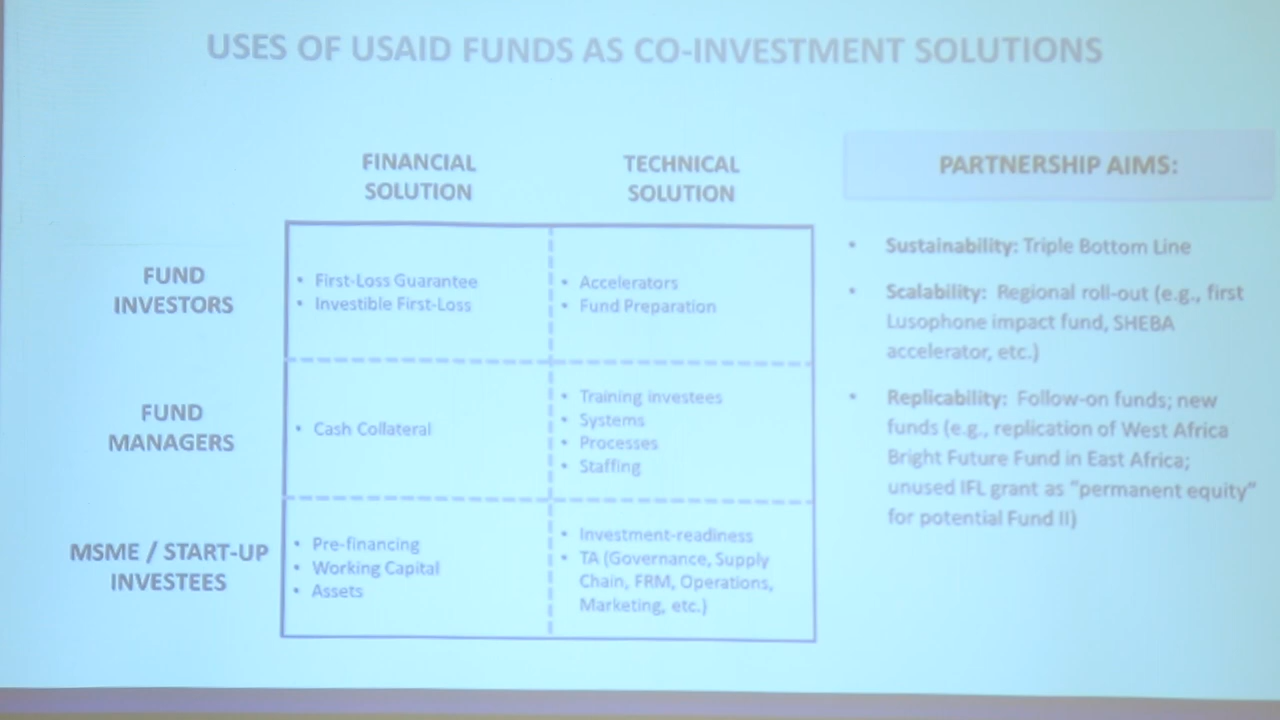 USES OF USAID FUNDS AS CO-INVESTMENT SOLUTIONS
FINANCIAL
SOLUTION
TECHNICAL
SOLUTION
FUND
INVESTORS
• First-Loss Guarantee
• Investible First-Loss
• Accelerators
• Fund Preparation
FUND
MANAGERS
• Cash Collateral
• Training investees
• Systems
• Processes
• Staffing
MSME / START-UP
INVESTEES
• Pre-financing
• Working Capital
• Assets
• Investment-readiness
• TA (Governance, Supply
Chain, FRM, Operations,
Marketing, etc.)
PARTNERSHIP AIMS:
• Sustainability: Triple Bottom Line
• Scalability: Regional roll-out (e.g., first
Lusophone impact fund, SHEBA
accelerator, etc.)
• Replicability: Follow-on funds; new
funds (e.g., replication of West Africa
Bright Future Fund in East Africa;
unused IFL grant as "permanent equity"
for potential Fund II)